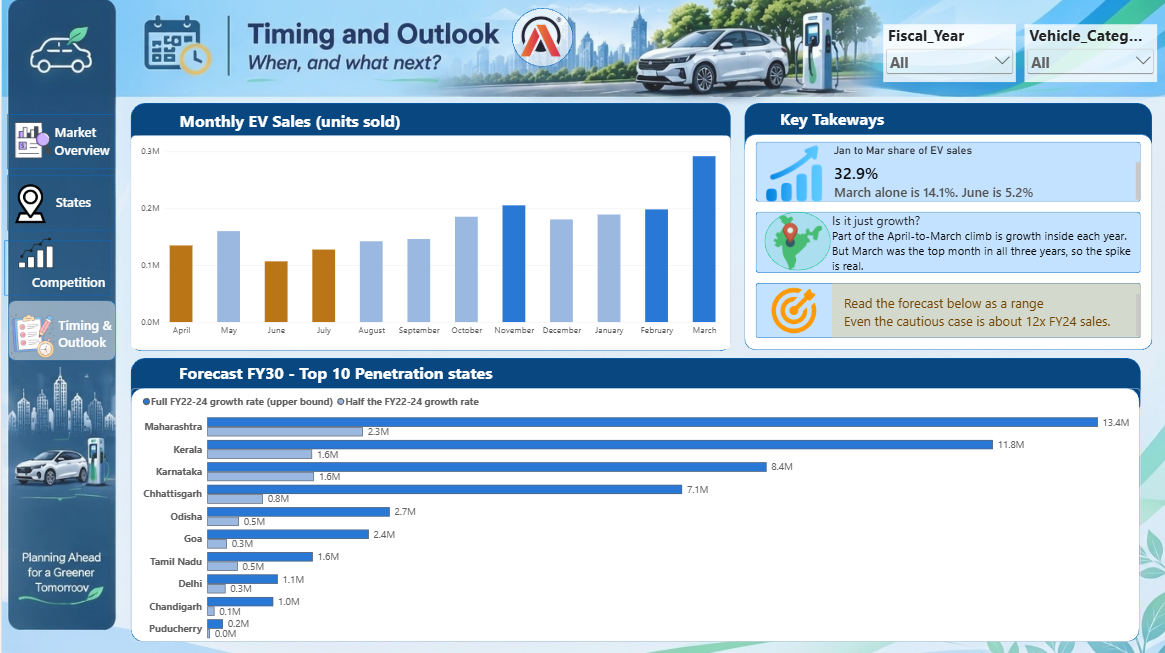 Timing and Outlook
When, and what next?
Fiscal_Year
All
Vehicle_Categ...
All
Market
Overview
States
Competition
Timing &
Outlook
Planning Ahead
for a Greener
Tomorroov
Monthly EV Sales (units sold)
0.3M
0.2M
0.1M
0.0M
April May June July August September October November December January February March
Key Takeways
Jan to Mar share of EV sales
32.9%
March alone is 14.1%. June is 5.2%
Is it just growth?
Part of the April-to-March climb is growth inside each year.
But March was the top month in all three years, so the spike
is real.
Read the forecast below as a range
Even the cautious case is about 12x FY24 sales.
Forecast FY30 - Top 10 Penetration states
Full FY22-24 growth rate (upper bound) Half the FY22-24 growth rate
Maharashtra 13.4M
2.3M
Kerala 11.8M
1.6M
Karnataka 8.4M
1.6M
Chhattisgarh 7.1M
0.8M
Odisha 2.7M
0.5M
Goa 2.4M
0.3M
Tamil Nadu 1.6M
0.5M
Delhi 1.1M
0.3M
Chandigarh 1.0M
0.1M
Puducherry 0.2M
0.0M